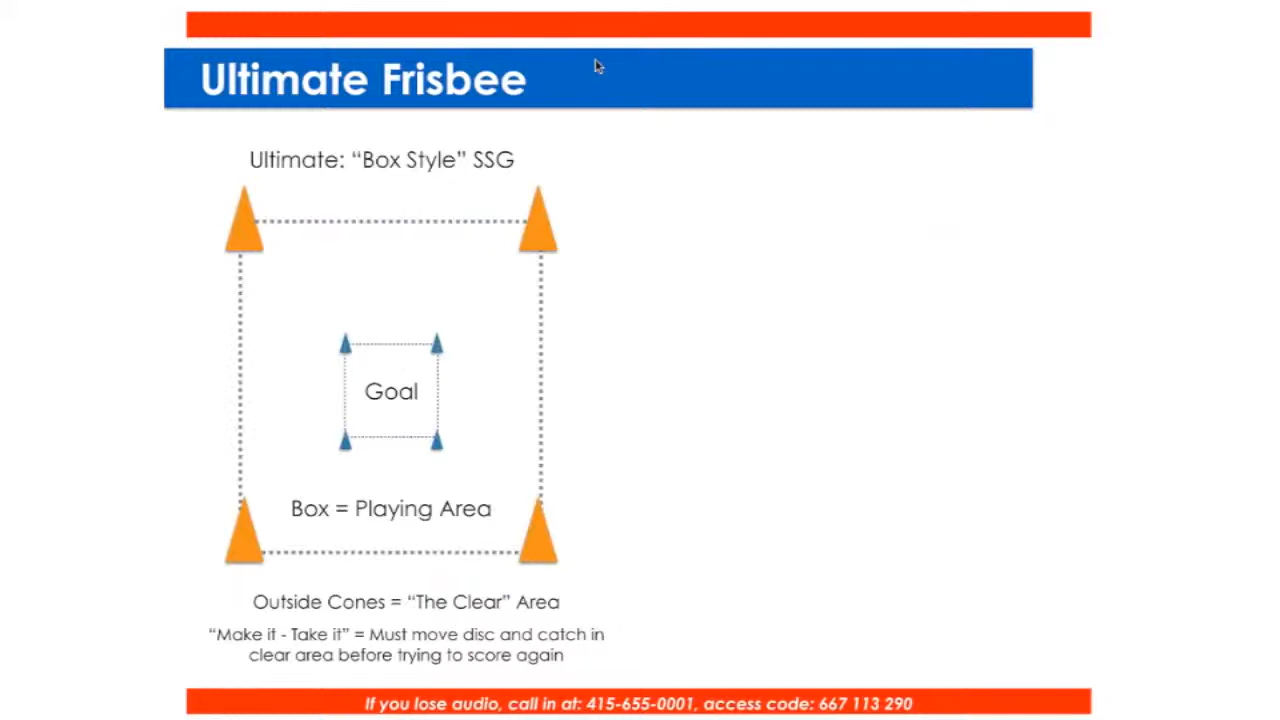 Ultimate Frisbee
Ultimate: “Box Style” SSG
Goal
Box = Playing Area
Outside Cones = “The Clear” Area
“Make it - Take it” = Must move disc and catch in
clear area before trying to score again
If you lose audio, call in at: 415-655-0001, access code: 667 113 290